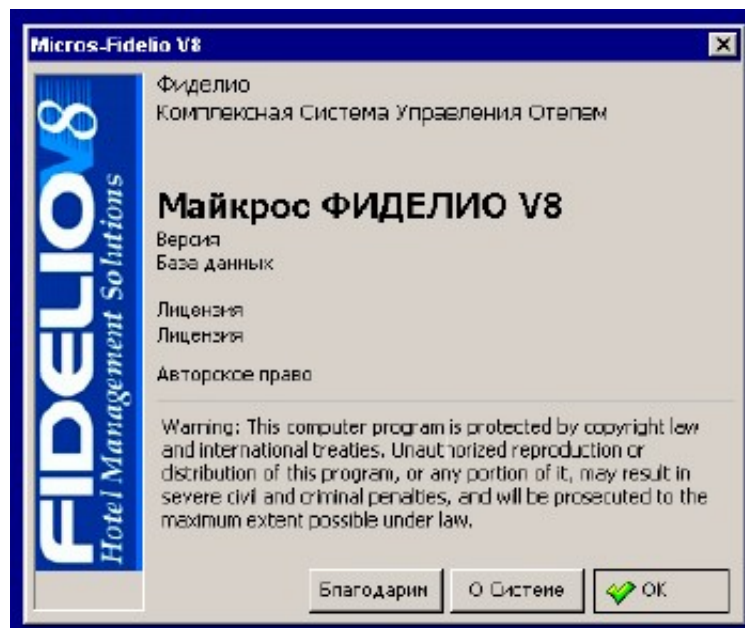 Micros-Fidelio V8
FIDELIO V8
Hotel Management Solutions
Фиделио
Комплексная Система Управления Отелем
Майкрос ФИДЕЛИО V8
Версия
База данных
Лицензия
Лицензия
Авторское право
Warning: This computer program is protected by copyright law
and international treaties. Unauthorized reproduction or
distribution of this program, or any portion of it, may result in
severe civil and criminal penalties, and will be prosecuted to the
maximum extent possible under law.
Благодарим
О Системе
OK